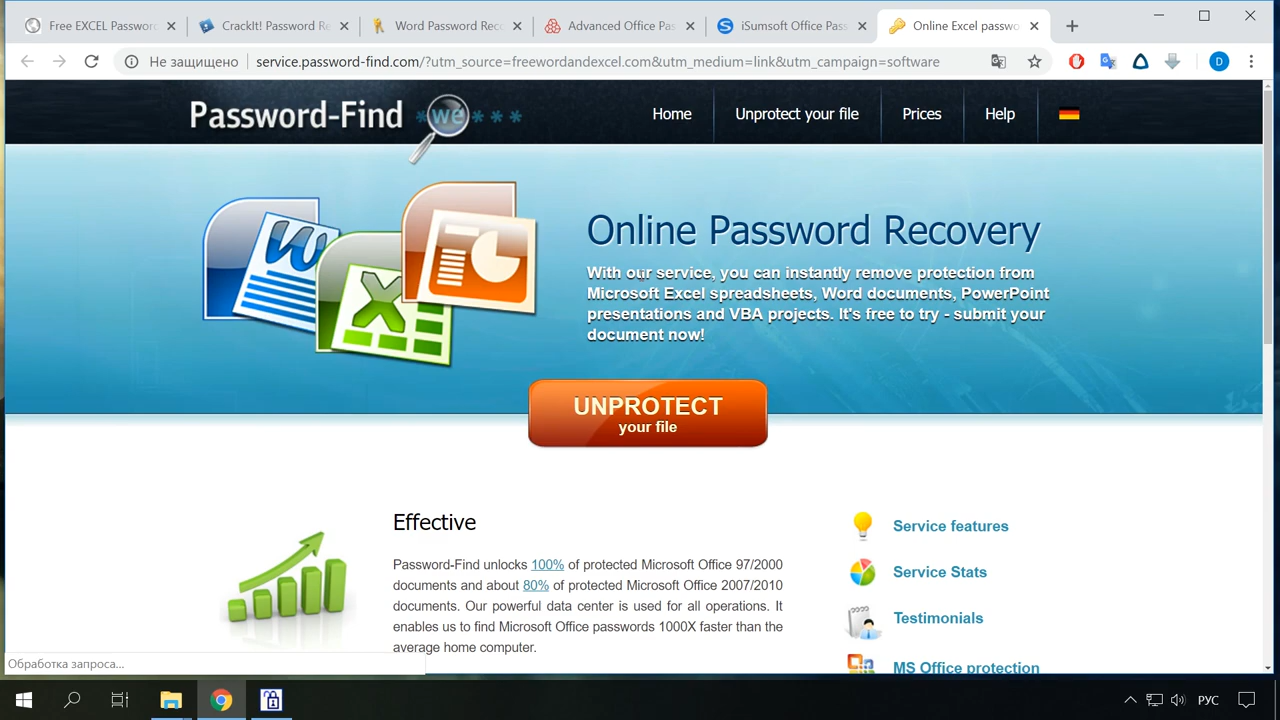 Free EXCEL Passwor
CrackIt! Password Re
Word Password Reco
Advanced Office Pas
iSumsoft Office Pass
Online Excel passwo
Не защищено
service.password-find.com/?utm_source=freewordandexcel.com&utm_medium=link&utm_campaign=software
D
Password-Find *we***
Home
Unprotect your file
Prices
Help
Online Password Recovery
With our service, you can instantly remove protection from
Microsoft Excel spreadsheets, Word documents, PowerPoint
presentations and VBA projects. It's free to try - submit your
document now!
UNPROTECT
your file
Effective
Password-Find unlocks 100% of protected Microsoft Office 97/2000
documents and about 80% of protected Microsoft Office 2007/2010
documents. Our powerful data center is used for all operations. It
enables us to find Microsoft Office passwords 1000X faster than the
average home computer.
Service features
Service Stats
Testimonials
MS Office protection
Обработка запроса...
РУС